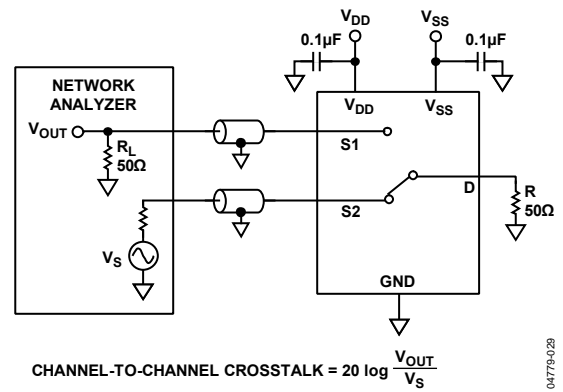 V_DD
V_SS
0.1µF
0.1µF
NETWORK
ANALYZER
V_DD
V_SS
V_OUT
S1
R_L
50Ω
S2
D
R
50Ω
V_S
GND
CHANNEL-TO-CHANNEL CROSSTALK = 20 log V_OUT/V_S
04779-029